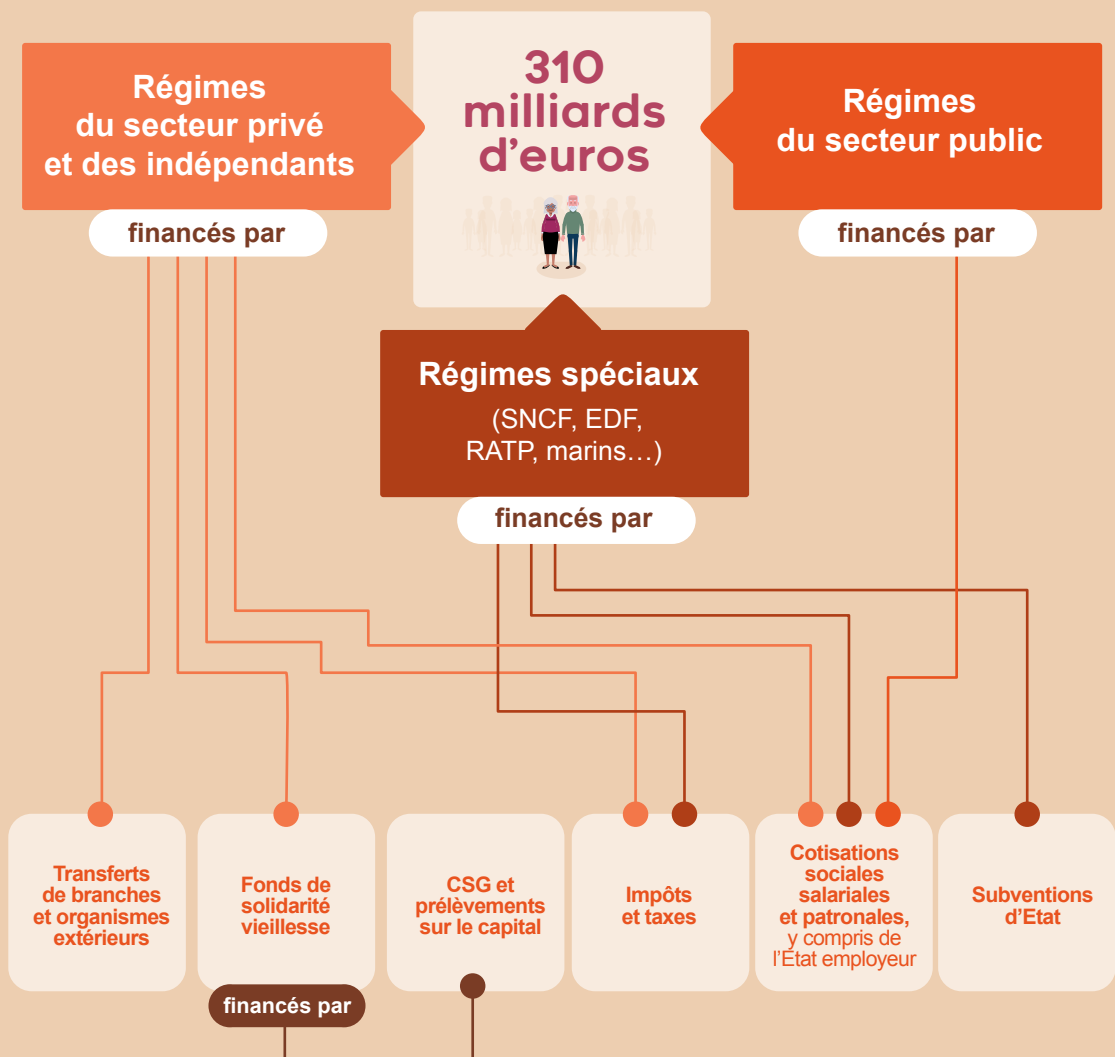 310
milliards
d'euros
Régimes
du secteur privé
et des indépendants
financés par
Régimes
du secteur public
financés par
Régimes spéciaux
(SNCF, EDF,
RATP, marins…)
financés par
Transferts
de branches
et organismes
extérieurs
Fonds de
solidarité
vieillesse
financés par
CSG et
prélèvements
sur le capital
Impôts
et taxes
Cotisations
sociales
salariales
et patronales,
y compris de
l'État employeur
Subventions
d'Etat